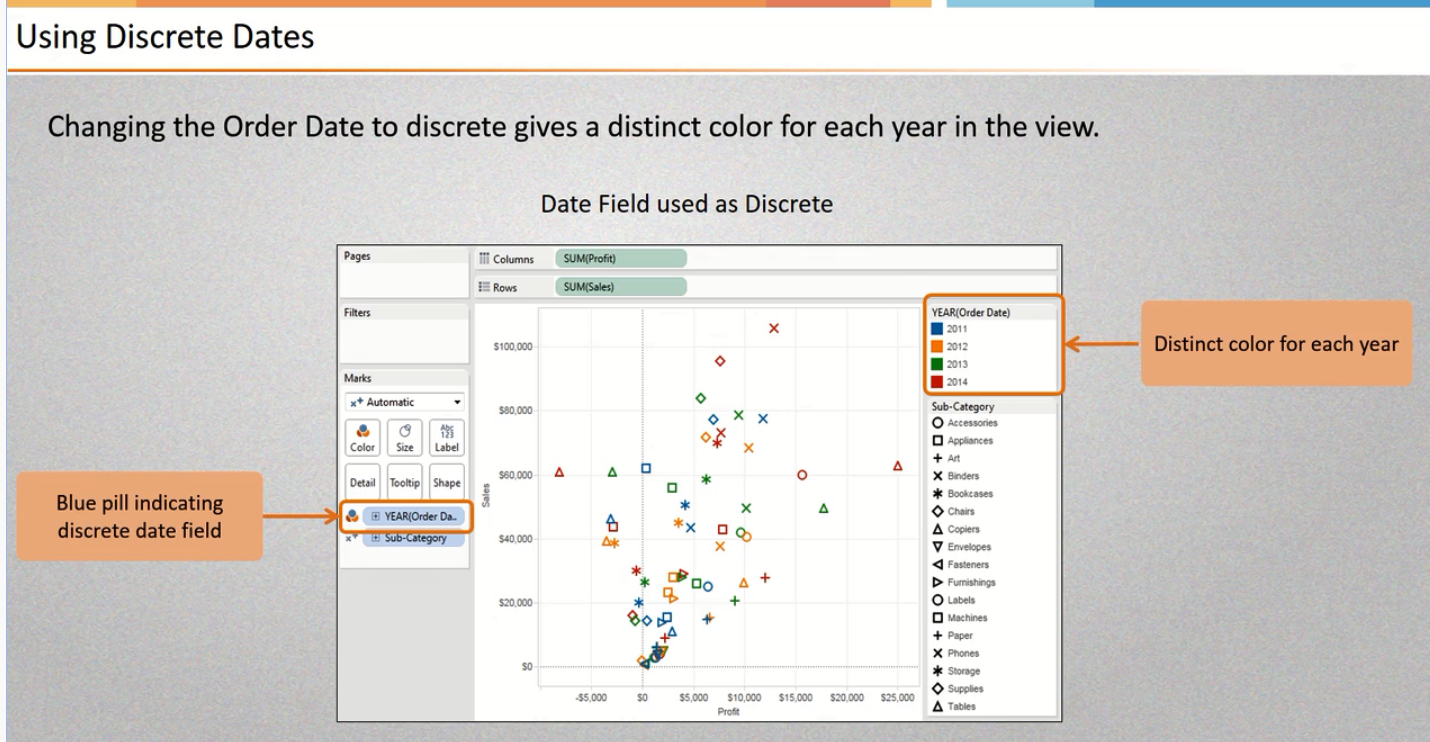 Using Discrete Dates
Changing the Order Date to discrete gives a distinct color for each year in the view.
Date Field used as Discrete
Pages
Columns
SUM(Profit)
Rows
SUM(Sales)
Filters
Marks
Automatic
Color
Size
Abc
123
Label
Detail
Tooltip
Shape
YEAR(Order Da..
Sub-Category
Blue pill indicating
discrete date field
Sales
$100,000
$80,000
$60,000
$40,000
$20,000
$0
-$5,000
$0
$5,000
$10,000
$15,000
$20,000
$25,000
Profit
YEAR(Order Date)
2011
2012
2013
2014
Distinct color for each year
Sub-Category
Accessories
Appliances
Art
Binders
Bookcases
Chairs
Copiers
Envelopes
Fasteners
Furnishings
Labels
Machines
Paper
Phones
Storage
Supplies
Tables